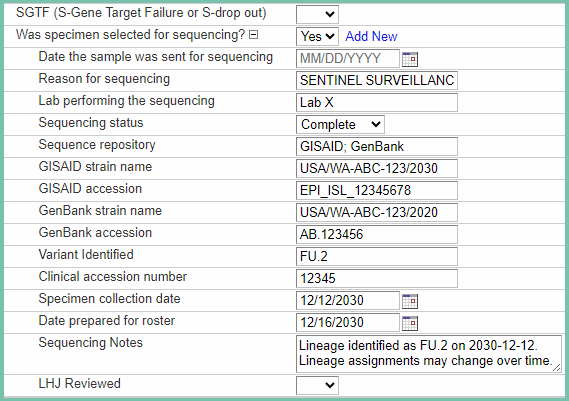 SGTF (S-Gene Target Failure or S-drop out)
Was specimen selected for sequencing? Yes Add New
Date the sample was sent for sequencing MM/DD/YYYY
Reason for sequencing SENTINEL SURVEILLANC
Lab performing the sequencing Lab X
Sequencing status Complete
Sequence repository GISAID; GenBank
GISAID strain name USA/WA-ABC-123/2030
GISAID accession EPI_ISL_12345678
GenBank strain name USA/WA-ABC-123/2020
GenBank accession AB.123456
Variant Identified FU.2
Clinical accession number 12345
Specimen collection date 12/12/2030
Date prepared for roster 12/16/2030
Sequencing Notes Lineage identified as FU.2 on 2030-12-12.
Lineage assignments may change over time.
LHJ Reviewed